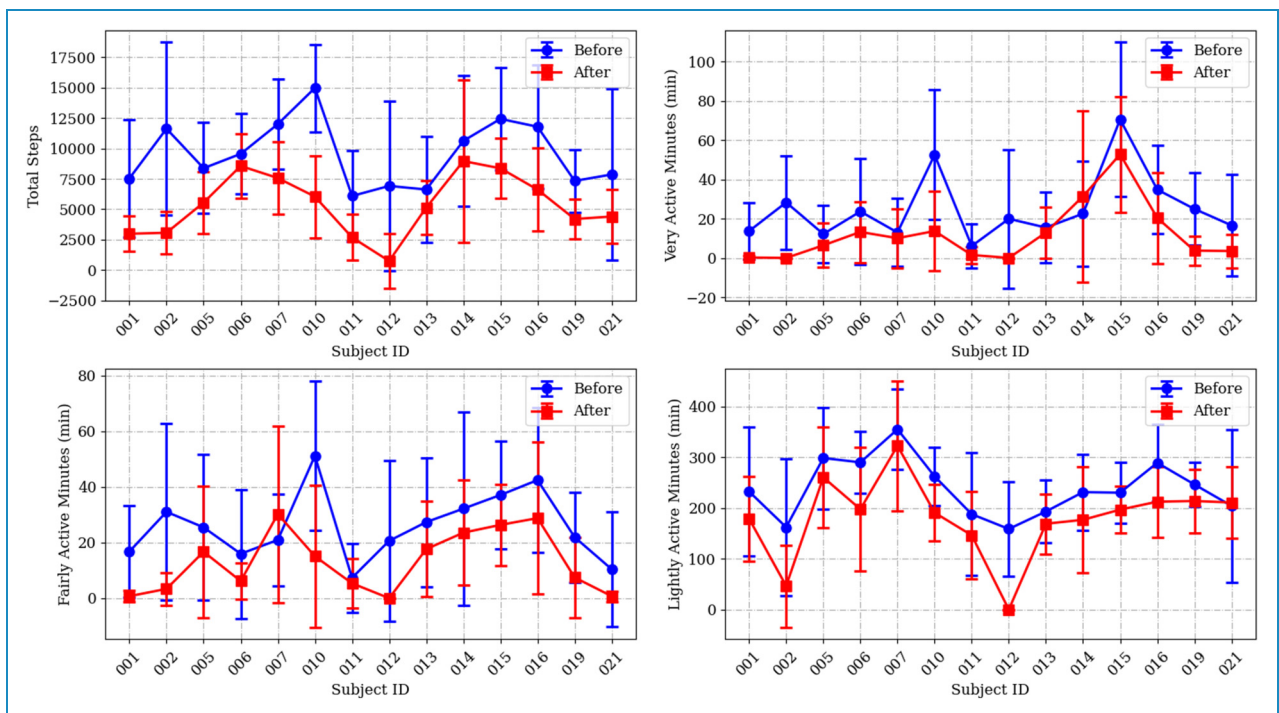 17500
15000
12500
10000
7500
5000
2500
0
−2500
Total Steps
Before
After
001 002 005 006 007 010 011 012 013 014 015 016 019 021
Subject ID
100
80
60
40
20
0
−20
Very Active Minutes (min)
Before
After
001 002 005 006 007 010 011 012 013 014 015 016 019 021
Subject ID
80
60
40
20
0
Fairly Active Minutes (min)
Before
After
001 002 005 006 007 010 011 012 013 014 015 016 019 021
Subject ID
400
300
200
100
0
Lightly Active Minutes (min)
Before
After
001 002 005 006 007 010 011 012 013 014 015 016 019 021
Subject ID